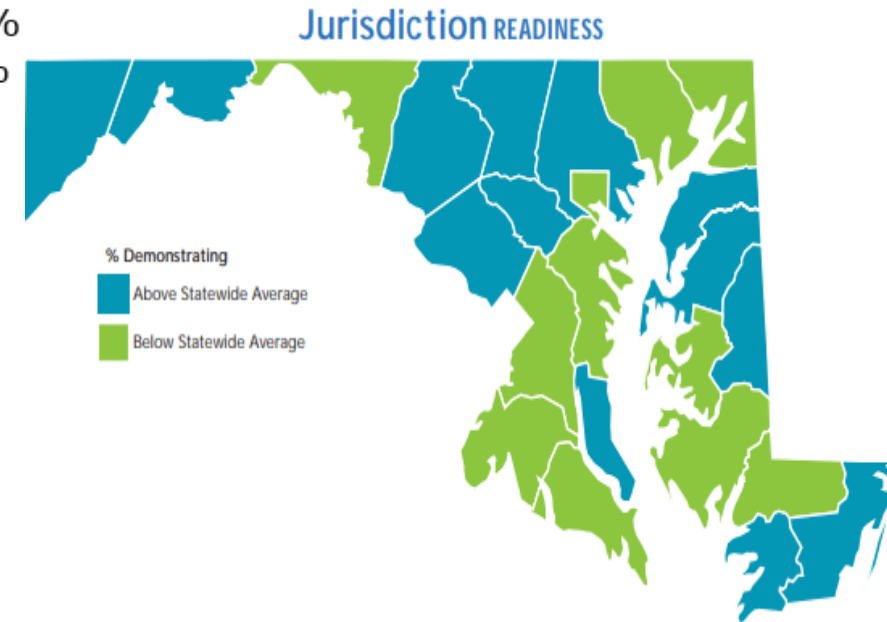 %
Jurisdiction READINESS
%
% Demonstrating
Above Statewide Average
Below Statewide Average